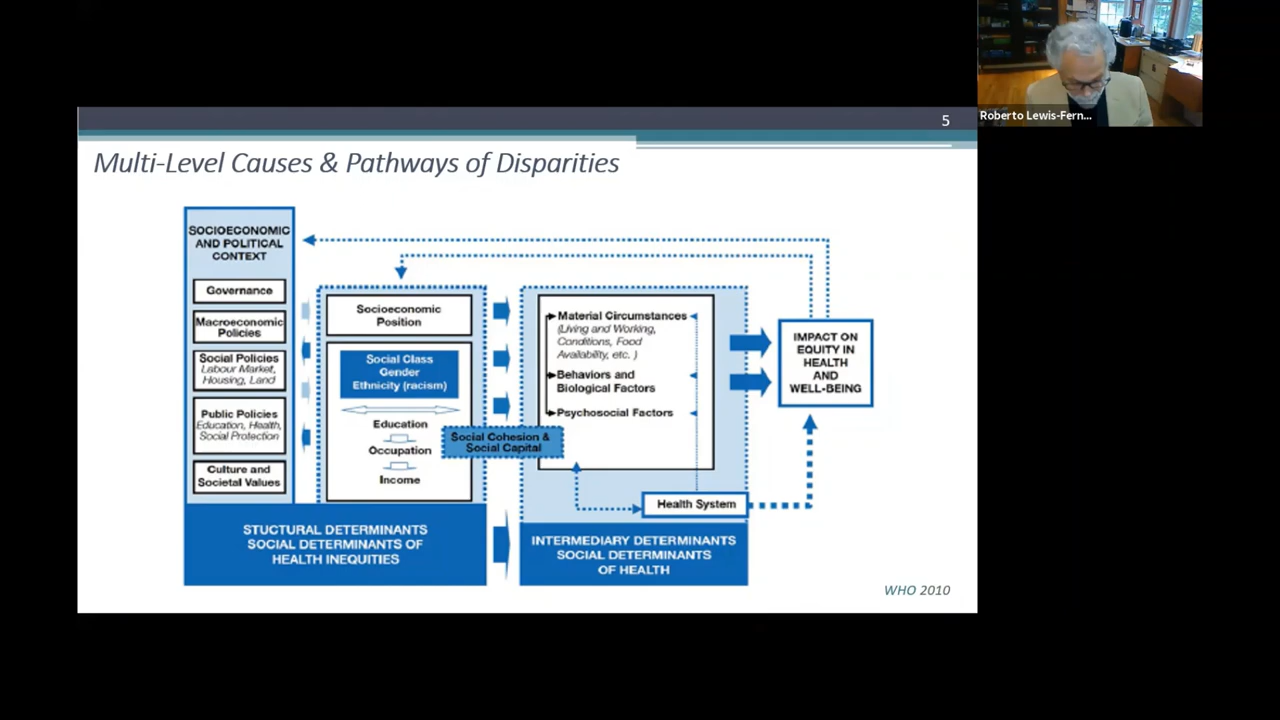 5
Roberto Lewis-Fern...
Multi-Level Causes & Pathways of Disparities
SOCIOECONOMIC
AND POLITICAL
CONTEXT
Governance
Macroeconomic
Policies
Social Policies
Labour Market,
Housing, Land
Public Policies
Education, Health,
Social Protection
Culture and
Societal Values
Socioeconomic
Position
Social Class
Gender
Ethnicity (racism)
Education
Occupation
Income
Social Cohesion &
Social Capital
Material Circumstances
(Living and Working,
Conditions, Food
Availability, etc. )
Behaviors and
Biological Factors
Psychosocial Factors
Health System
IMPACT ON
EQUITY IN
HEALTH
AND
WELL-BEING
STUCTURAL DETERMINANTS
SOCIAL DETERMINANTS OF
HEALTH INEQUITIES
INTERMEDIARY DETERMINANTS
SOCIAL DETERMINANTS
OF HEALTH
WHO 2010